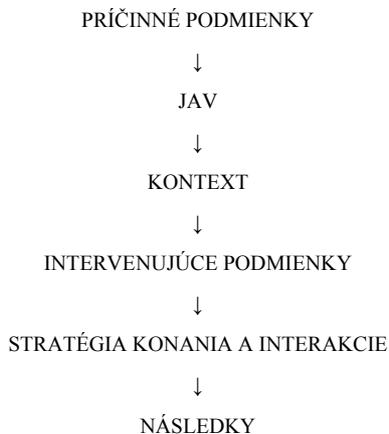 PRÍČINNÉ PODMIENKY
↓
JAV
↓
KONTEXT
↓
INTERVENUJÚCE PODMIENKY
↓
STRATÉGIA KONANIA A INTERAKCIE
↓
NÁSLEDKY